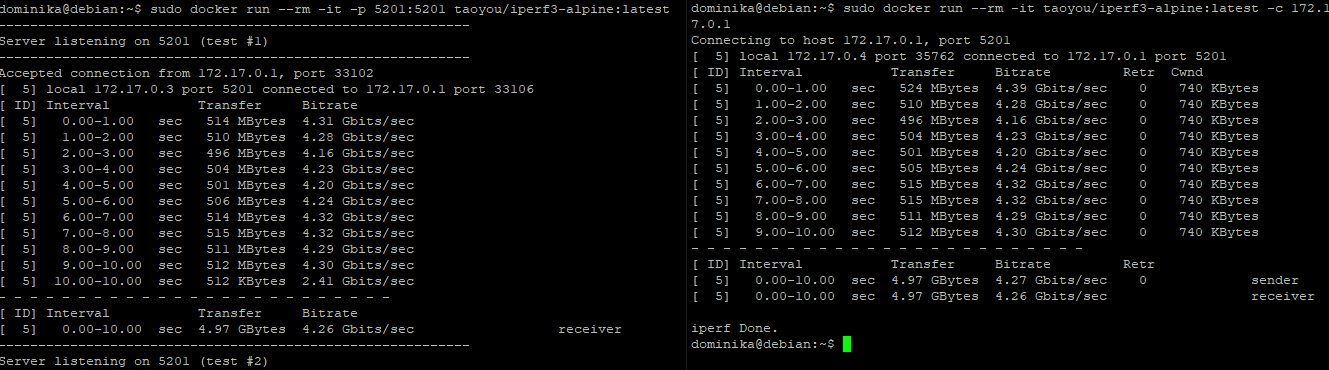 dominika@debian:~$ sudo docker run --rm -it -p 5201:5201 taoyou/iperf3-alpine:latest
-----------------------------------------------------------
Server listening on 5201 (test #1)
-----------------------------------------------------------
Accepted connection from 172.17.0.1, port 33102
[  5] local 172.17.0.3 port 5201 connected to 172.17.0.1 port 33106
[ ID] Interval           Transfer     Bitrate
[  5]   0.00-1.00   sec   514 MBytes  4.31 Gbits/sec
[  5]   1.00-2.00   sec   510 MBytes  4.28 Gbits/sec
[  5]   2.00-3.00   sec   496 MBytes  4.16 Gbits/sec
[  5]   3.00-4.00   sec   504 MBytes  4.23 Gbits/sec
[  5]   4.00-5.00   sec   501 MBytes  4.20 Gbits/sec
[  5]   5.00-6.00   sec   506 MBytes  4.24 Gbits/sec
[  5]   6.00-7.00   sec   514 MBytes  4.32 Gbits/sec
[  5]   7.00-8.00   sec   515 MBytes  4.32 Gbits/sec
[  5]   8.00-9.00   sec   511 MBytes  4.29 Gbits/sec
[  5]   9.00-10.00  sec   512 MBytes  4.30 Gbits/sec
[  5]  10.00-10.00  sec   512 KBytes  2.41 Gbits/sec
- - - - - - - - - - - - - - - - - - - - - - - - -
[ ID] Interval           Transfer     Bitrate
[  5]   0.00-10.00  sec  4.97 GBytes  4.26 Gbits/sec                  receiver
-----------------------------------------------------------
Server listening on 5201 (test #2)
dominika@debian:~$ sudo docker run --rm -it taoyou/iperf3-alpine:latest -c 172.1
7.0.1
Connecting to host 172.17.0.1, port 5201
[  5] local 172.17.0.4 port 35762 connected to 172.17.0.1 port 5201
[ ID] Interval           Transfer     Bitrate         Retr  Cwnd
[  5]   0.00-1.00   sec   524 MBytes  4.39 Gbits/sec    0    740 KBytes
[  5]   1.00-2.00   sec   510 MBytes  4.28 Gbits/sec    0    740 KBytes
[  5]   2.00-3.00   sec   496 MBytes  4.16 Gbits/sec    0    740 KBytes
[  5]   3.00-4.00   sec   504 MBytes  4.23 Gbits/sec    0    740 KBytes
[  5]   4.00-5.00   sec   501 MBytes  4.20 Gbits/sec    0    740 KBytes
[  5]   5.00-6.00   sec   505 MBytes  4.24 Gbits/sec    0    740 KBytes
[  5]   6.00-7.00   sec   515 MBytes  4.32 Gbits/sec    0    740 KBytes
[  5]   7.00-8.00   sec   515 MBytes  4.32 Gbits/sec    0    740 KBytes
[  5]   8.00-9.00   sec   511 MBytes  4.29 Gbits/sec    0    740 KBytes
[  5]   9.00-10.00  sec   512 MBytes  4.30 Gbits/sec    0    740 KBytes
- - - - - - - - - - - - - - - - - - - - - - - - -
[ ID] Interval           Transfer     Bitrate         Retr
[  5]   0.00-10.00  sec  4.97 GBytes  4.27 Gbits/sec    0             sender
[  5]   0.00-10.00  sec  4.97 GBytes  4.26 Gbits/sec                  receiver
iperf Done.
dominika@debian:~$